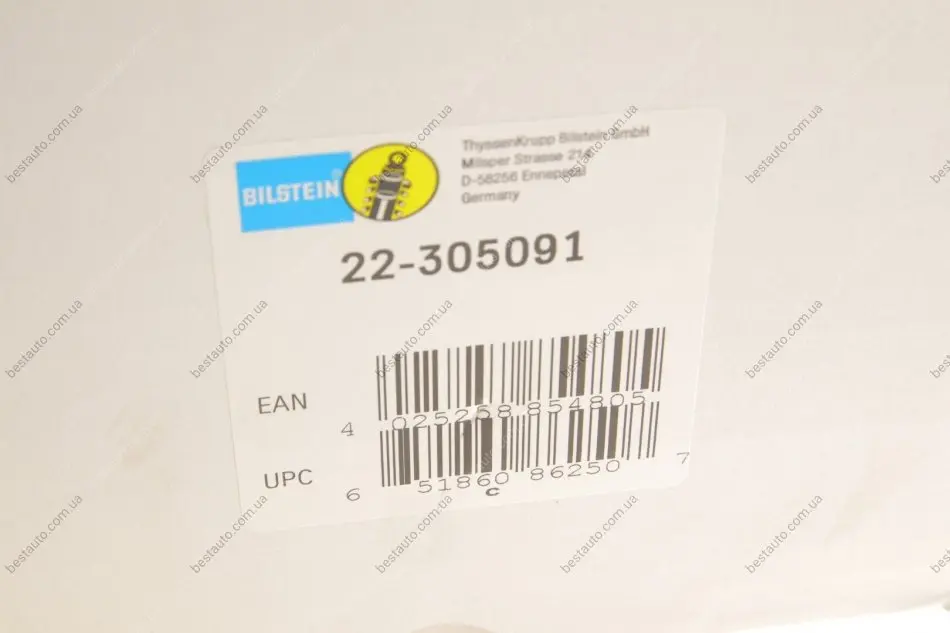 BILSTEIN®
ThyssenKrupp Bilstein GmbH
Milsper Strasse 214
D-58256 Ennepetal
Germany
22-305091
EAN
4 025258 854805
UPC
6 51860 86250 7
c
bestauto.com.ua